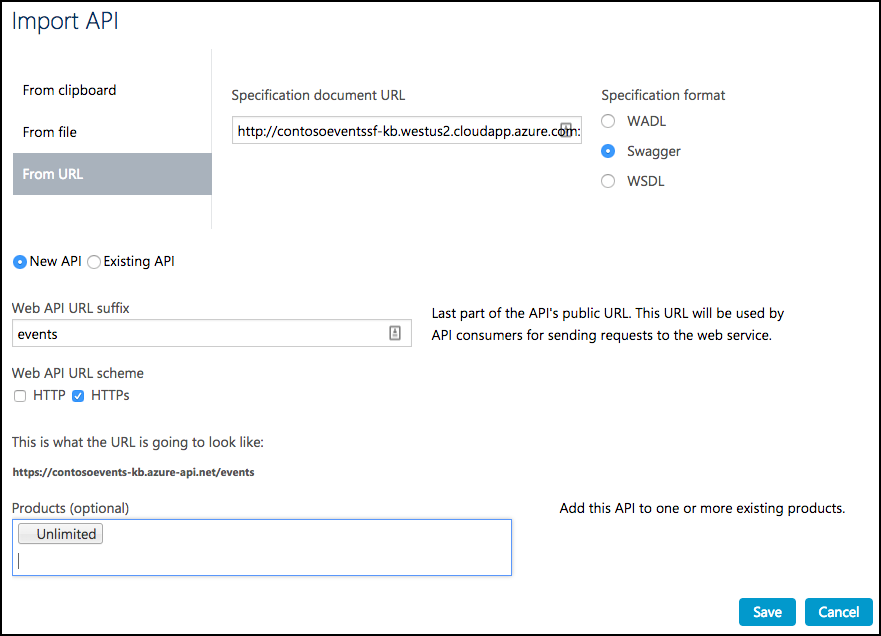 Import API
From clipboard
From file
From URL
Specification document URL
http://contosoeventssf-kb.westus2.cloudapp.azure.com:
Specification format
WADL
Swagger
WSDL
New API Existing API
Web API URL suffix
events
Last part of the API's public URL. This URL will be used by
API consumers for sending requests to the web service.
Web API URL scheme
HTTP HTTPs
This is what the URL is going to look like:
https://contosoevents-kb.azure-api.net/events
Products (optional)
Unlimited
Add this API to one or more existing products.
Save Cancel